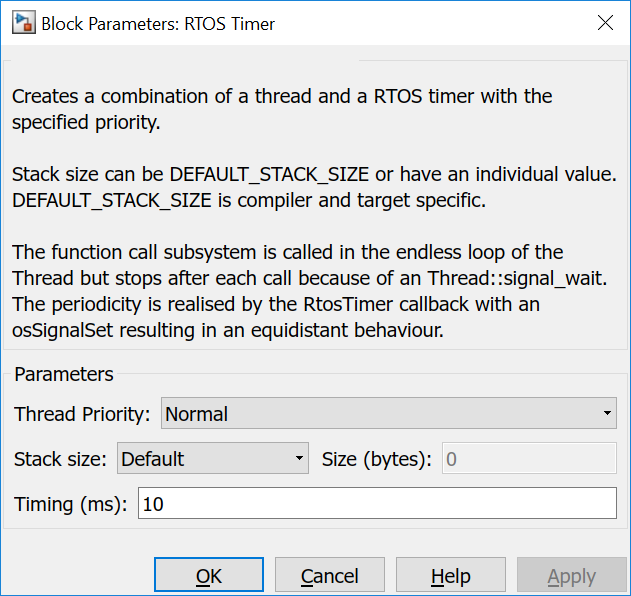 Block Parameters: RTOS Timer
Creates a combination of a thread and a RTOS timer with the
specified priority.
Stack size can be DEFAULT_STACK_SIZE or have an individual value.
DEFAULT_STACK_SIZE is compiler and target specific.
The function call subsystem is called in the endless loop of the
Thread but stops after each call because of an Thread::signal_wait.
The periodicity is realised by the RtosTimer callback with an
osSignalSet resulting in an equidistant behaviour.
Parameters
Thread Priority: Normal
Stack size: Default Size (bytes): 0
Timing (ms): 10
OK Cancel Help Apply